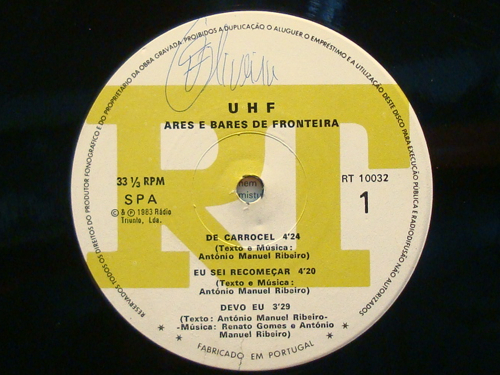 RESERVADOS TODOS OS DIREITOS DO PRODUTOR FONOGRÁFICO E DO PROPRIETÁRIO DA OBRA GRAVADA. PROIBIDOS A DUPLICAÇÃO O ALUGUER O EMPRÉSTIMO E A UTILIZAÇÃO DESTE DISCO PARA EXECUÇÃO PÚBLICA E RADIODIFUSÃO NÃO AUTORIZADOS
Oliveira
UHF
ARES E BARES DE FRONTEIRA
RT
33 ⅓ RPM
RT 10032
SPA
1
© & ℗ 1983 Rádio
Triunfo, Lda.
DE CARROCEL 4'24
(Texto e Música:
António Manuel Ribeiro)
EU SEI RECOMEÇAR 4'20
(Texto e Música:
António Manuel Ribeiro)
DEVO EU 3'29
(Texto: António Manuel Ribeiro-
-Música: Renato Gomes e António
Manuel Ribeiro)
FABRICADO EM PORTUGAL